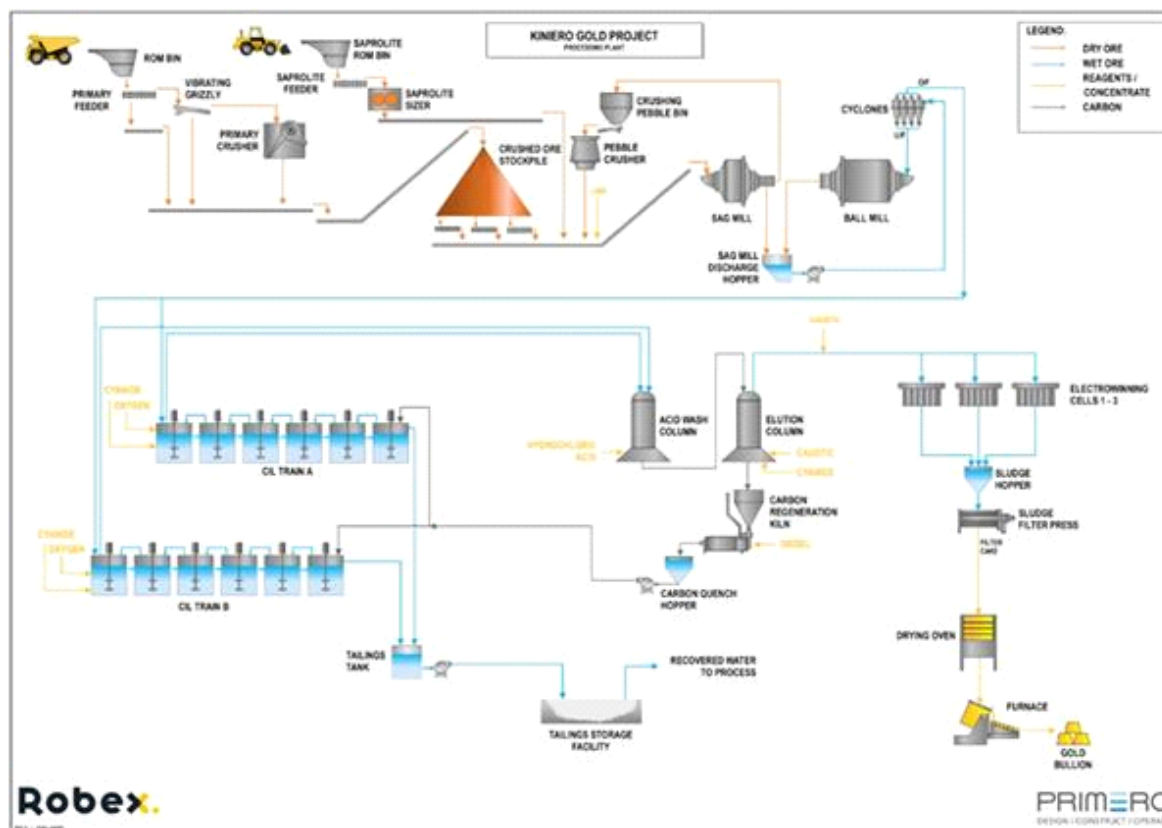 KINIERO GOLD PROJECT
PROCESSING PLANT
LEGEND:
DRY ORE
WET ORE
REAGENTS /
CONCENTRATE
CARBON
ROM BIN
PRIMARY
FEEDER
VIBRATING
GRIZZLY
PRIMARY
CRUSHER
SAPROLITE
ROM BIN
SAPROLITE
FEEDER
SAPROLITE
SIZER
CRUSHED ORE
STOCKPILE
CRUSHING
PEBBLE BIN
PEBBLE
CRUSHER
SAG MILL
BALL MILL
CYCLONES
OF
UF
SAG MILL
DISCHARGE
HOPPER
CYANIDE
OXYGEN
CIL TRAIN A
CYANIDE
OXYGEN
CIL TRAIN B
ACID WASH
COLUMN
HYDROCHLORIC
ACID
ELUTION
COLUMN
CAUSTIC
CYANIDE
CARBON
REGENERATION
KILN
DIESEL
CARBON QUENCH
HOPPER
ELECTROWINNING
CELLS 1 - 3
SLUDGE
HOPPER
SLUDGE
FILTER PRESS
FILTER
CAKE
DRYING OVEN
FURNACE
GOLD
BULLION
TAILINGS
TANK
RECOVERED WATER
TO PROCESS
TAILINGS STORAGE
FACILITY
Robex.
PRIMERO
DESIGN | CONSTRUCT | OPERATE